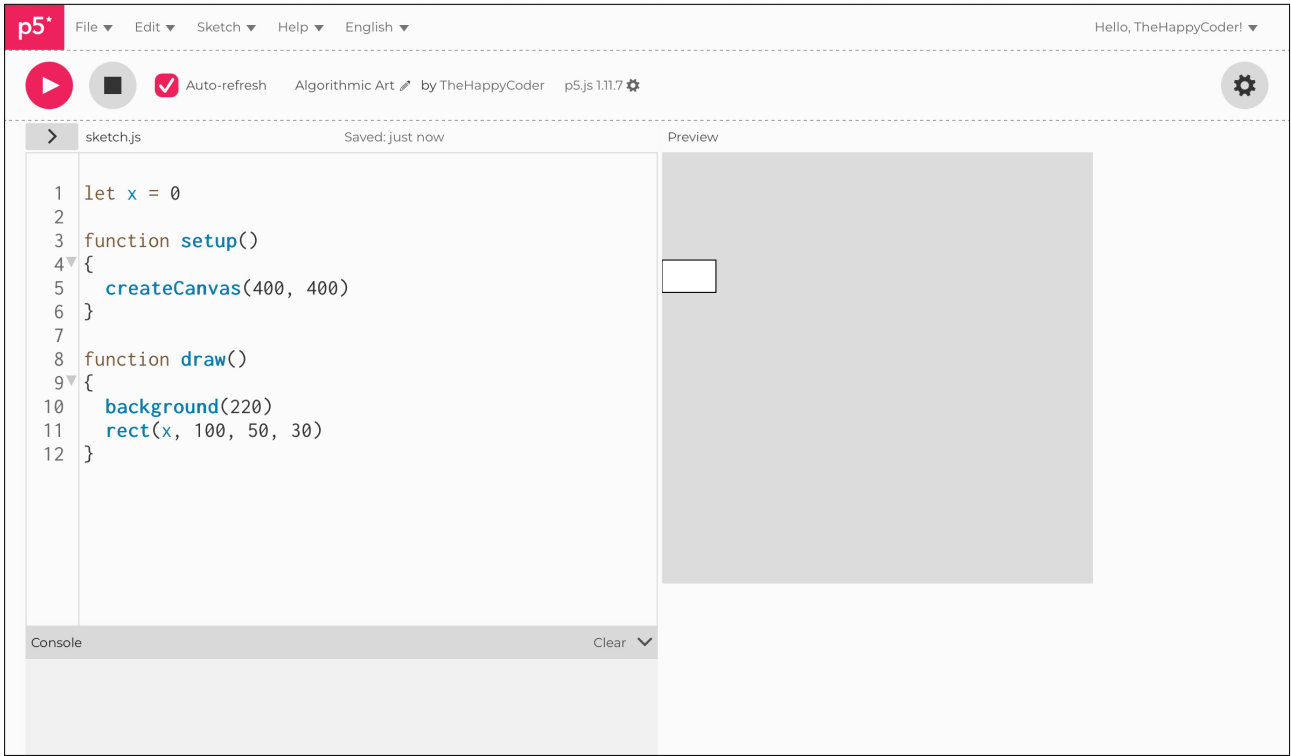 p5* File Edit Sketch Help English Hello, TheHappyCoder!
Auto-refresh Algorithmic Art by TheHappyCoder p5.js 1.11.7
sketch.js Saved: just now Preview
1 let x = 0
2
3 function setup()
4 {
5 createCanvas(400, 400)
6 }
7
8 function draw()
9 {
10 background(220)
11 rect(x, 100, 50, 30)
12 }
Console Clear